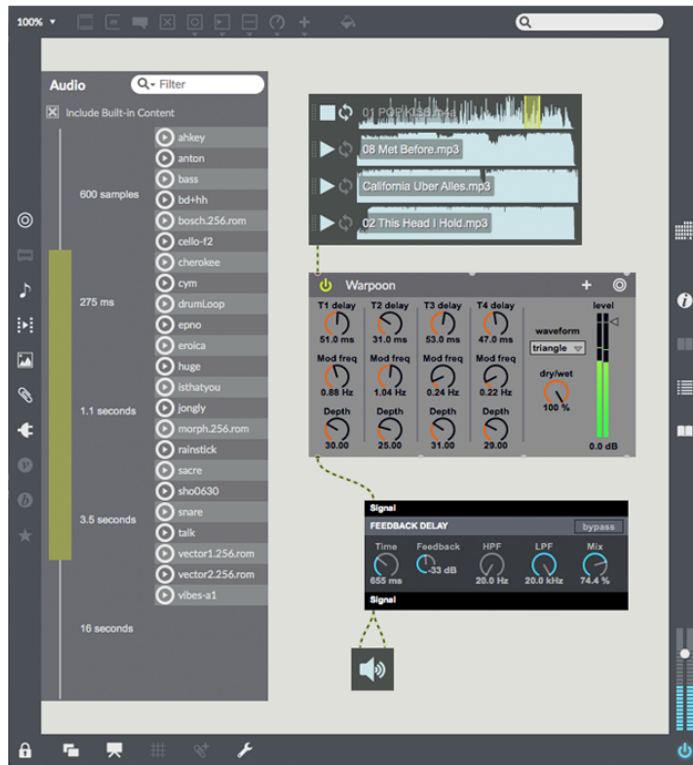 100%
Audio
Filter
Include Built-in Content
600 samples
275 ms
1.1 seconds
3.5 seconds
16 seconds
ahkey
anton
bass
bd+hh
bosch.256.rom
cello-f2
cherokee
cym
drumLoop
epno
eroica
huge
isthatyou
jongly
morph.256.rom
rainstick
sacre
sho0630
snare
talk
vector1.256.rom
vector2.256.rom
vibes-a1
01 POP KISS.m4a
08 Met Before.mp3
California Uber Alles.mp3
02 This Head I Hold.mp3
Warpoon
T1 delay T2 delay T3 delay T4 delay level
51.0 ms 31.0 ms 53.0 ms 47.0 ms
waveform
triangle
Mod freq Mod freq Mod freq Mod freq
0.88 Hz 1.04 Hz 0.24 Hz 0.22 Hz
dry/wet
100 %
Depth Depth Depth Depth
30.00 25.00 31.00 29.00
0.0 dB
Signal
FEEDBACK DELAY bypass
Time Feedback HPF LPF Mix
655 ms -33 dB 20.0 Hz 20.0 kHz 74.4 %
Signal